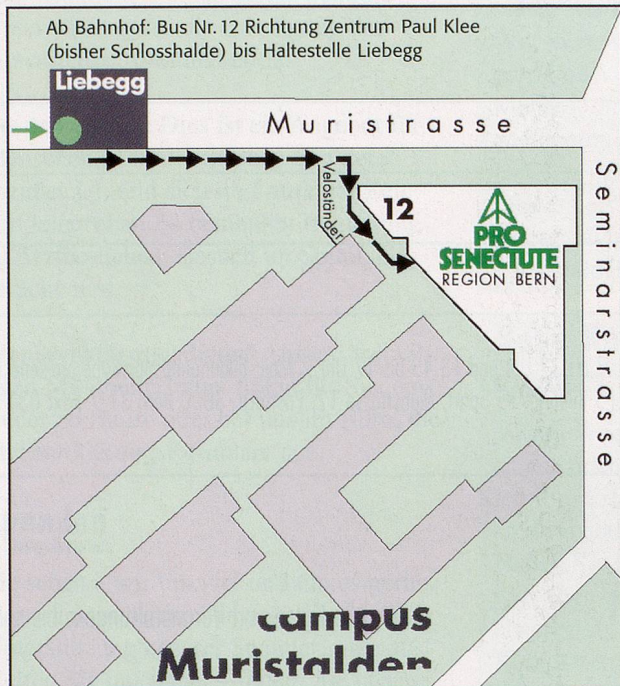 Ab Bahnhof: Bus Nr. 12 Richtung Zentrum Paul Klee
(bisher Schlosshalde) bis Haltestelle Liebegg
Liebegg
Muristrasse
Veloständer
12
PRO
SENECTUTE
REGION BERN
Seminarstrasse
campus
Muristalden